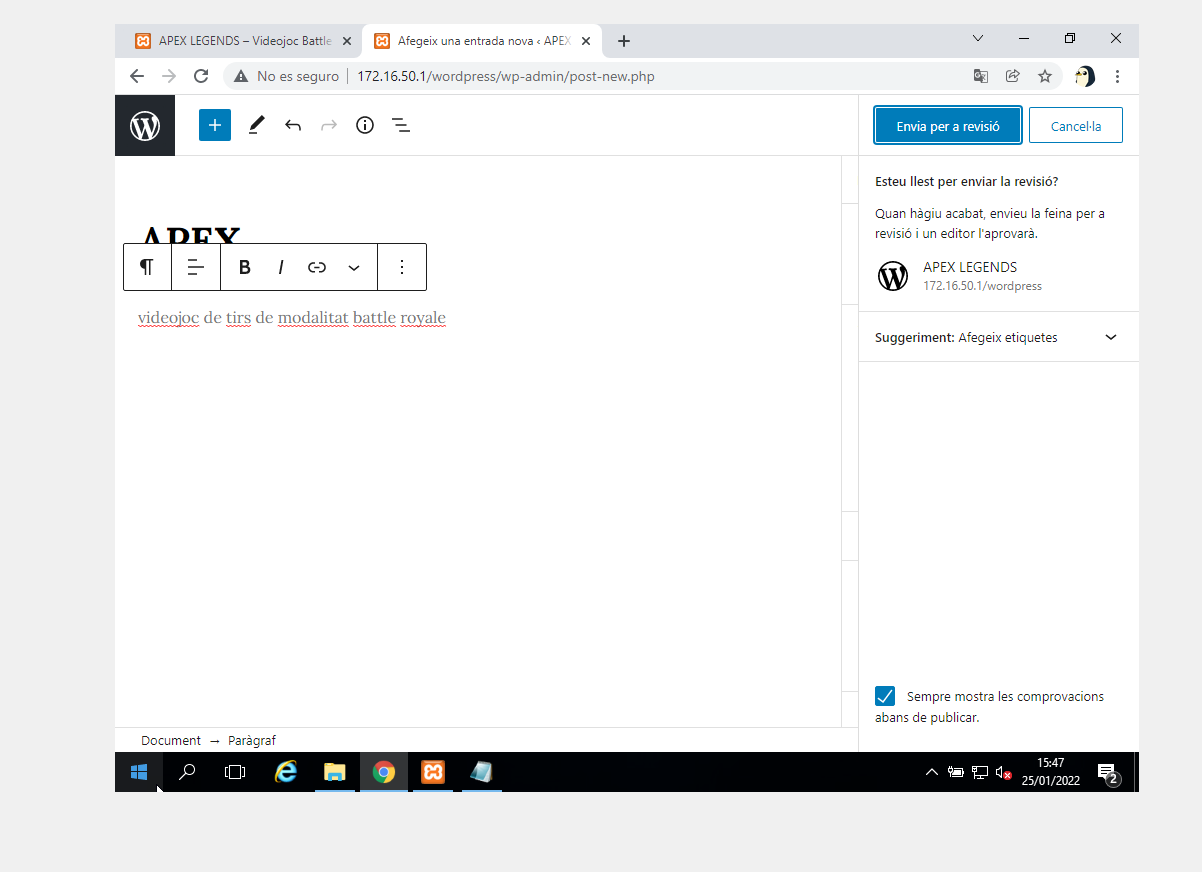 APEX LEGENDS – Videojoc Battle
Afegeix una entrada nova ‹ APEX
No es seguro
172.16.50.1/wordpress/wp-admin/post-new.php
Envia per a revisió
Cancel·la
Esteu llest per enviar la revisió?
Quan hàgiu acabat, envieu la feina per a
revisió i un editor l'aprovarà.
APEX LEGENDS
172.16.50.1/wordpress
Suggeriment: Afegeix etiquetes
APEX
B I
videojoc de tirs de modalitat battle royale
Sempre mostra les comprovacions
abans de publicar.
Document → Paràgraf
15:47
25/01/2022
2